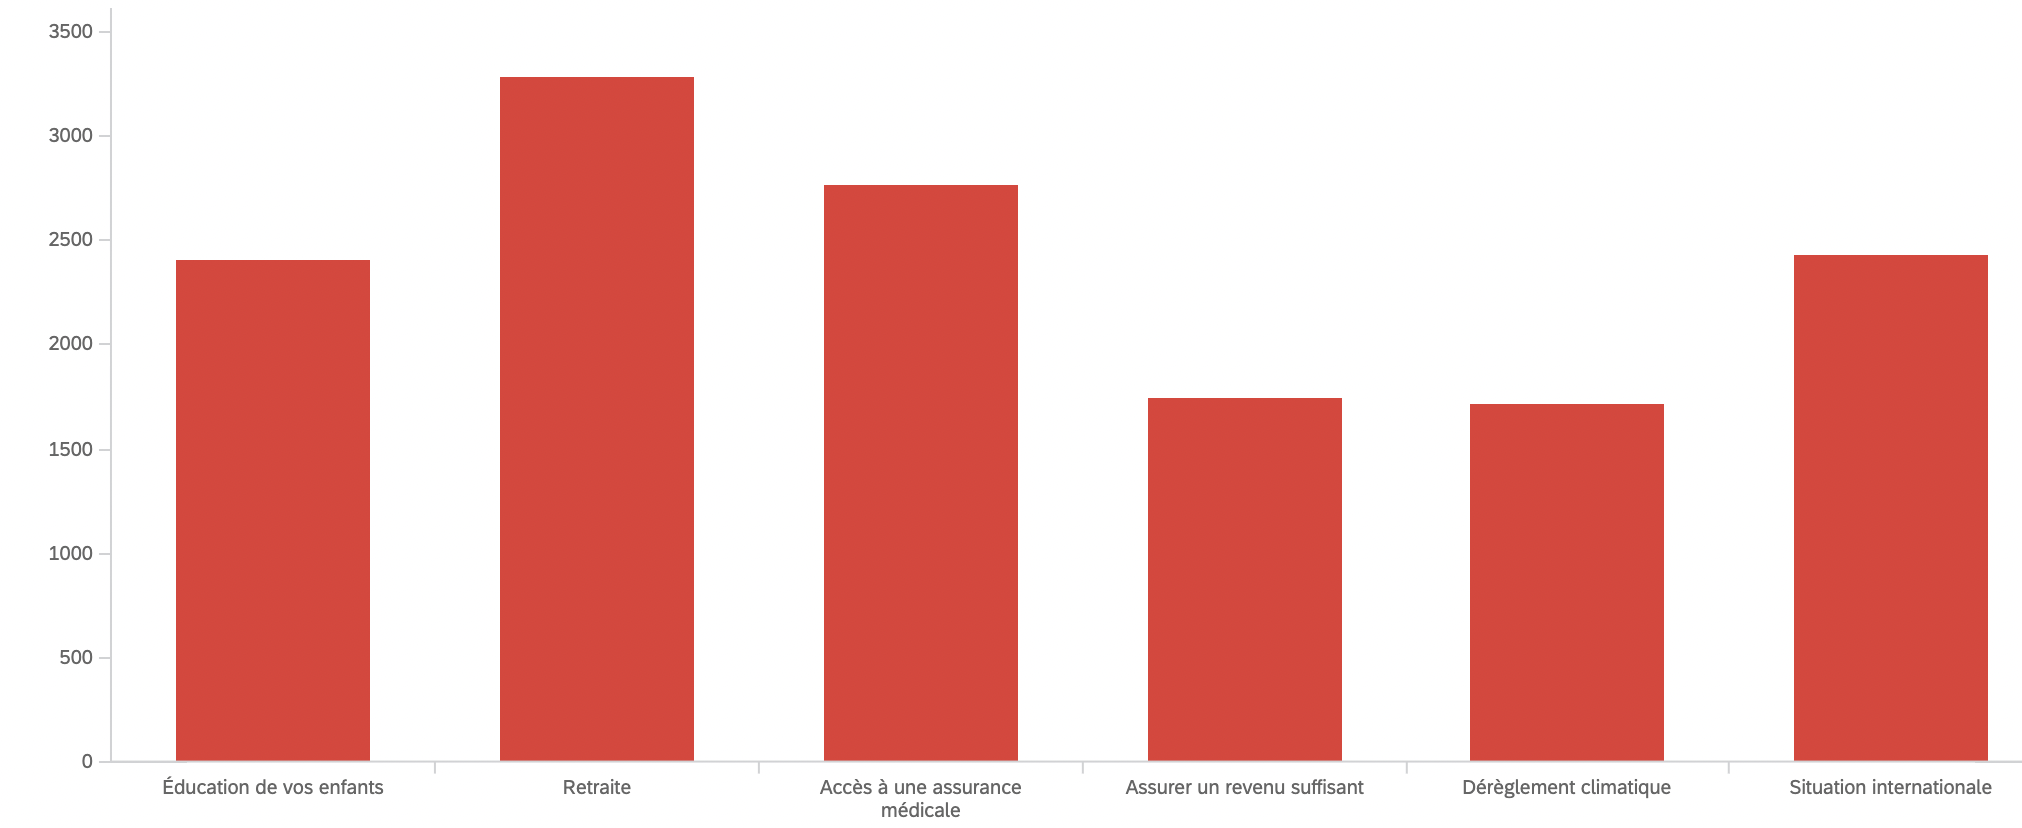 3500
3000
2500
2000
1500
1000
500
0
Éducation de vos enfants
Retraite
Accès à une assurance
médicale
Assurer un revenu suffisant
Dérèglement climatique
Situation internationale